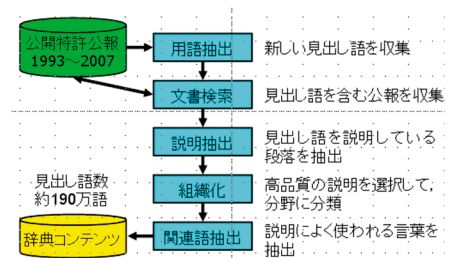 公開特許公報
1993～2007
用語抽出
新しい見出し語を収集
文書検索
見出し語を含む公報を収集
説明抽出
見出し語を説明している
段落を抽出
見出し語数
約190万語
組織化
高品質の説明を選択して,
分野に分類
辞典コンテンツ
関連語抽出
説明によく使われる言葉を
抽出